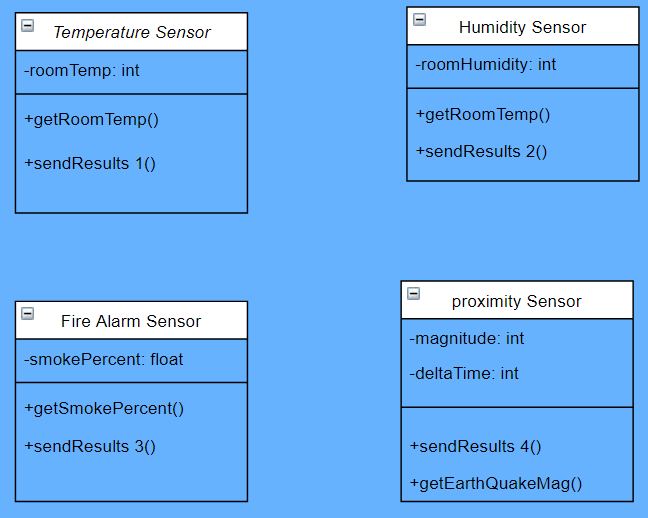 Temperature Sensor
-roomTemp: int
+getRoomTemp()
+sendResults 1()
Humidity Sensor
-roomHumidity: int
+getRoomTemp()
+sendResults 2()
Fire Alarm Sensor
-smokePercent: float
+getSmokePercent()
+sendResults 3()
proximity Sensor
-magnitude: int
-deltaTime: int
+sendResults 4()
+getEarthQuakeMag()